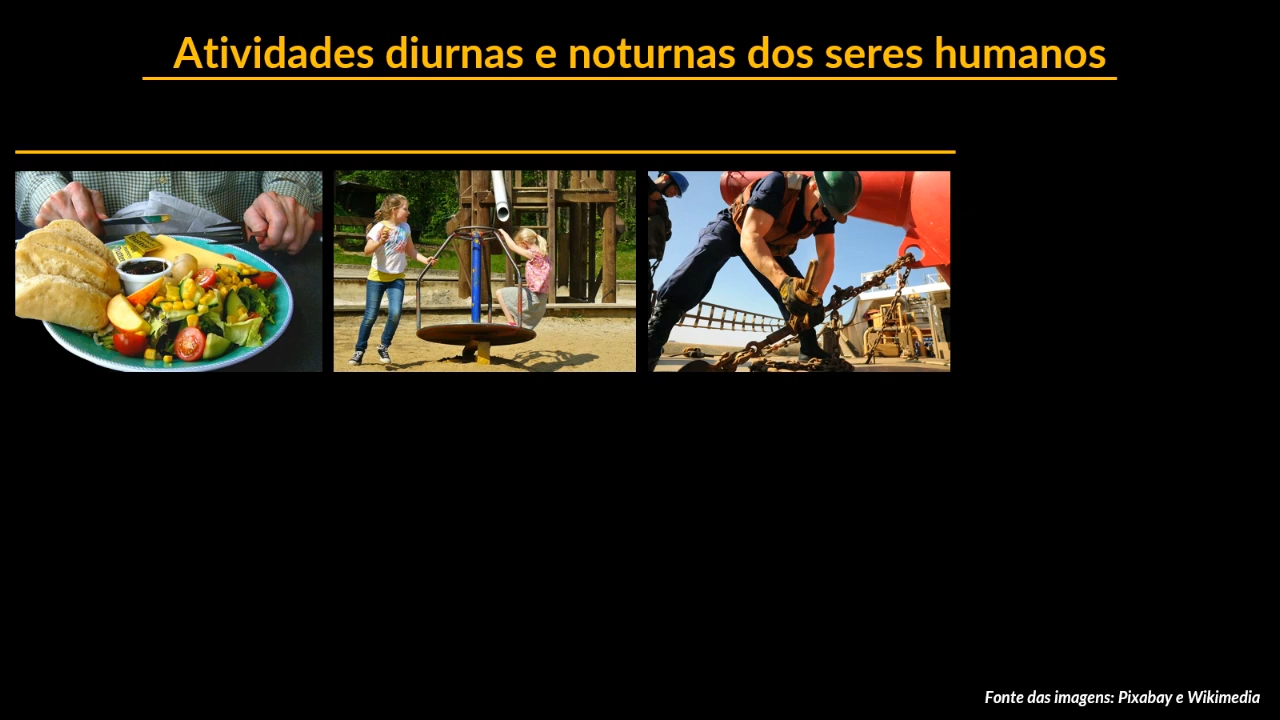 Atividades diurnas e noturnas dos seres humanos
Fonte das imagens: Pixabay e Wikimedia